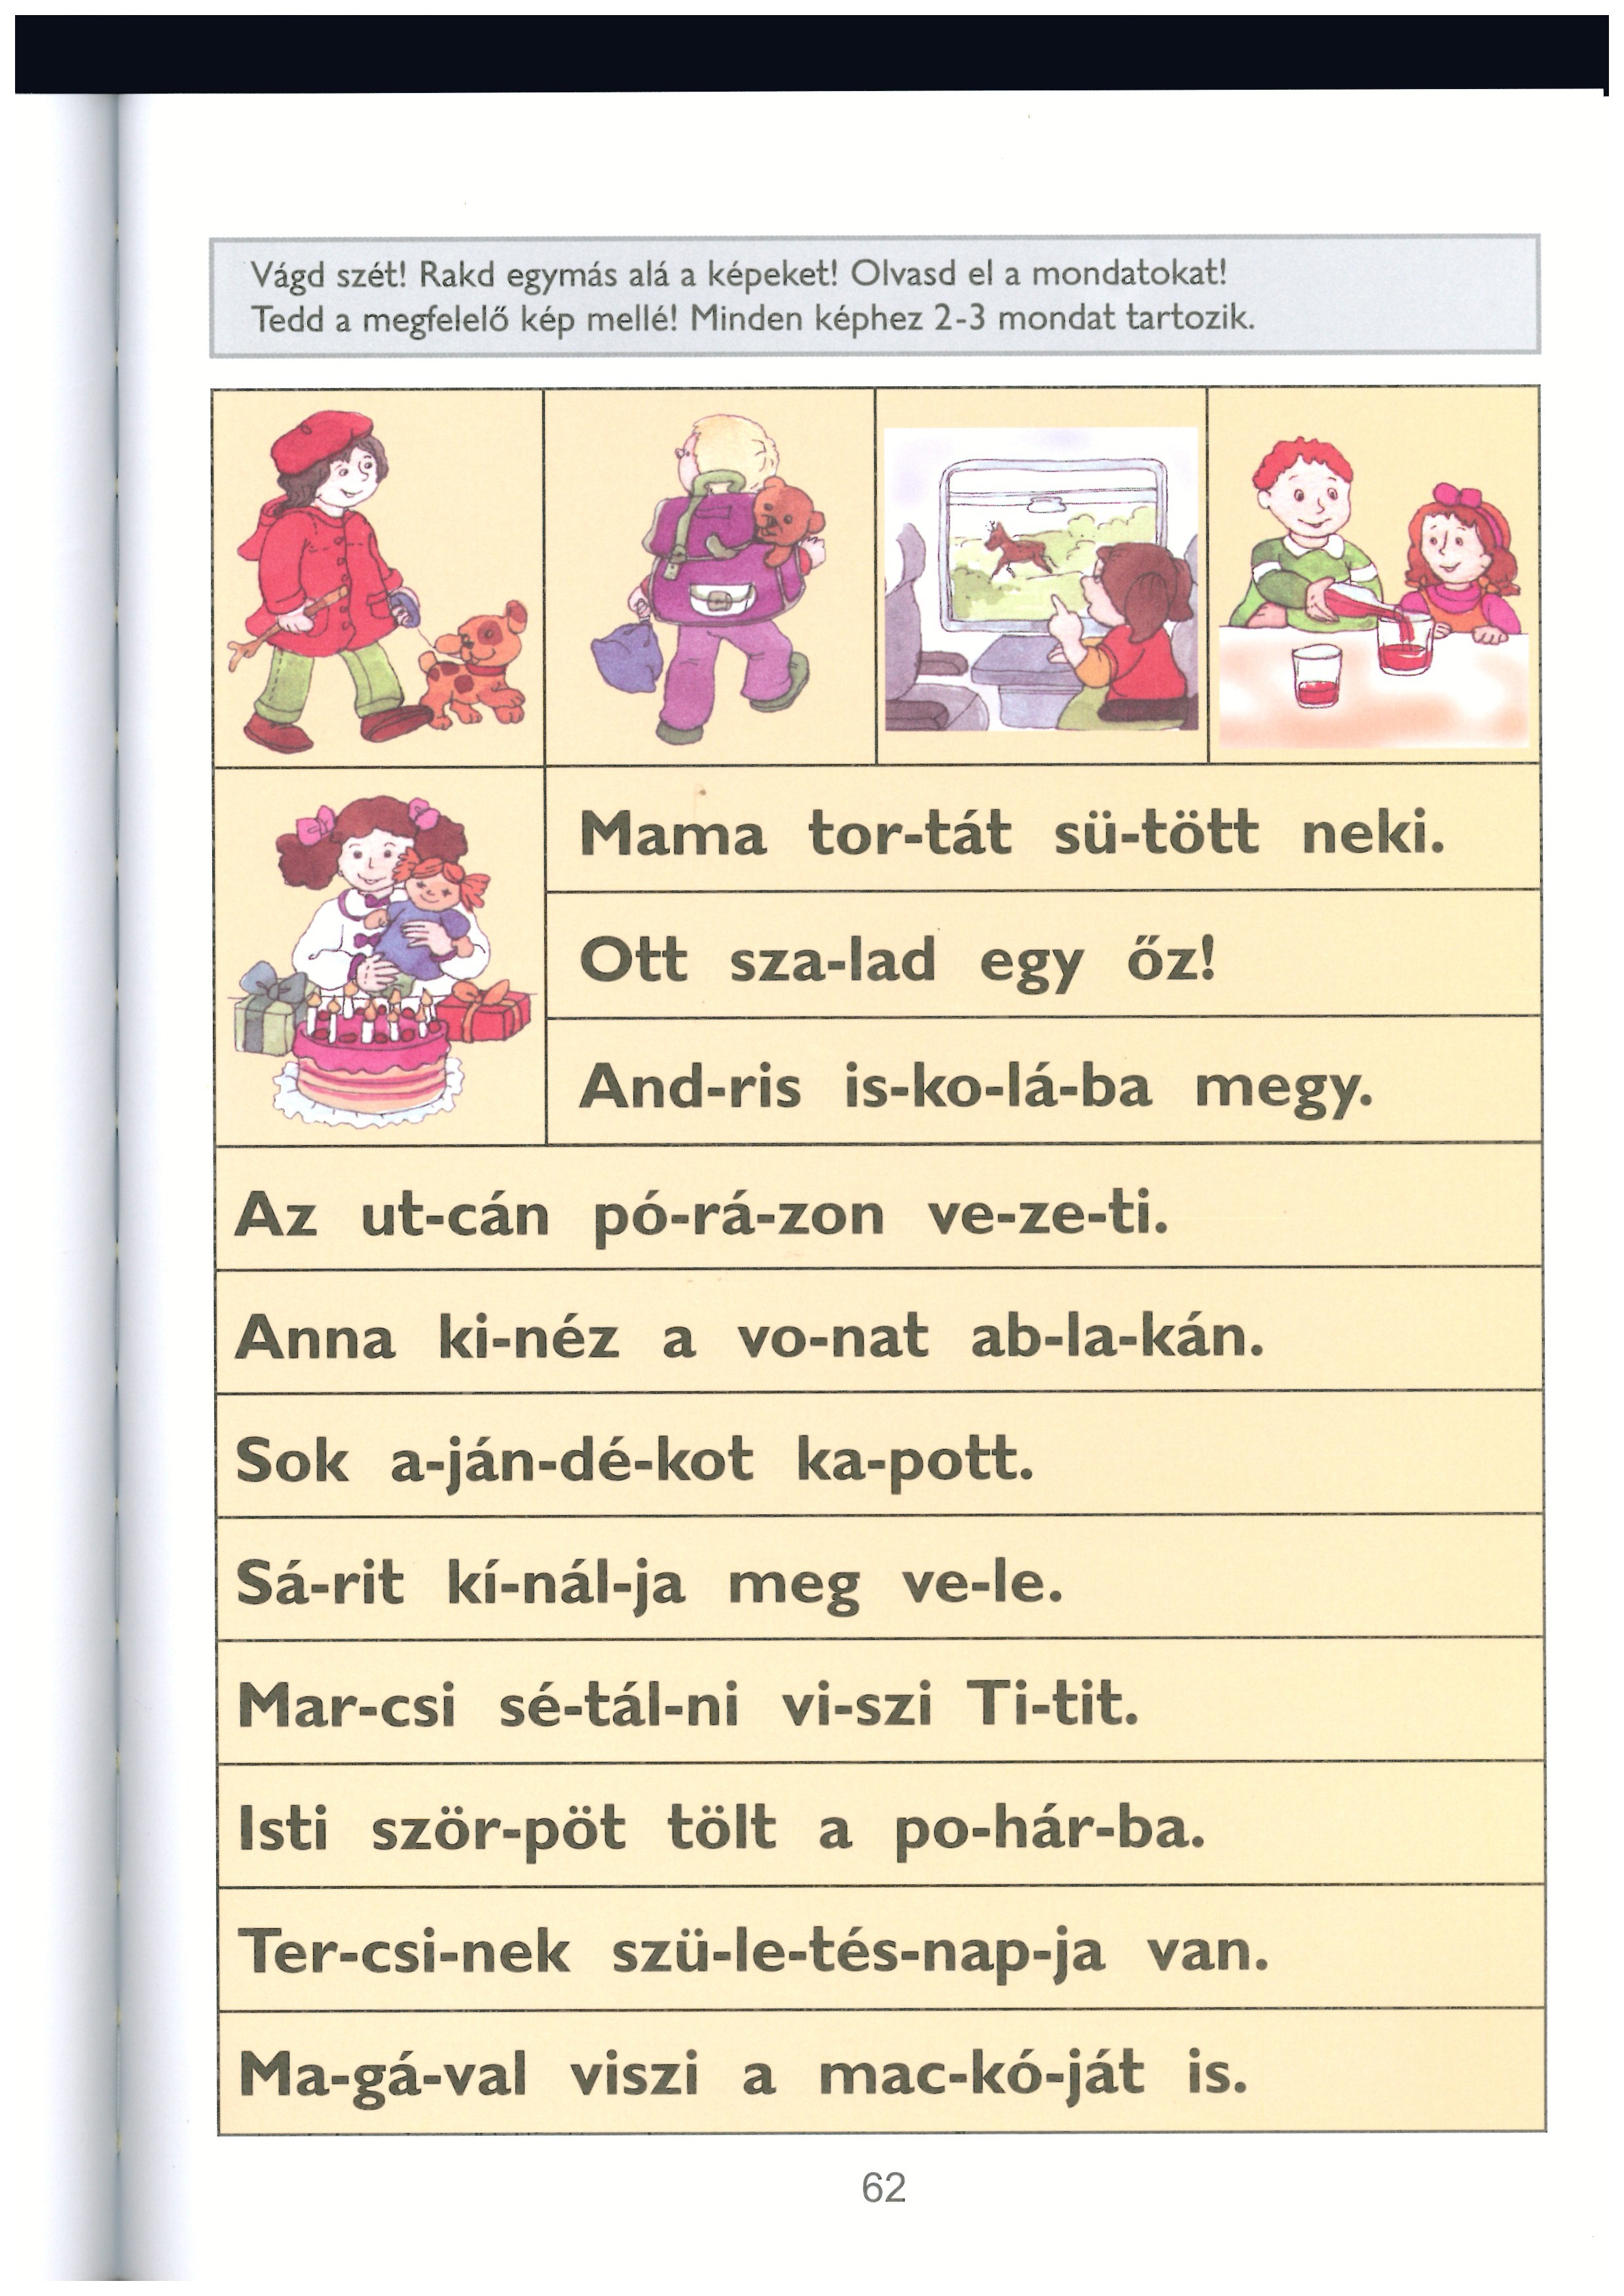 Vágd szét! Rakd egymás alá a képeket! Olvasd el a mondatokat!
Tedd a megfelelő kép mellé! Minden képhez 2-3 mondat tartozik.
Mama tor-tát sü-tött neki.
Ott sza-lad egy őz!
And-ris is-ko-lá-ba megy.
Az ut-cán pó-rá-zon ve-ze-ti.
Anna ki-néz a vo-nat ab-la-kán.
Sok a-ján-dé-kot ka-pott.
Sá-rit kí-nál-ja meg ve-le.
Mar-csi sé-tál-ni vi-szi Ti-tit.
Isti ször-pöt tölt a po-hár-ba.
Ter-csi-nek szü-le-tés-nap-ja van.
Ma-gá-val viszi a mac-kó-ját is.
62